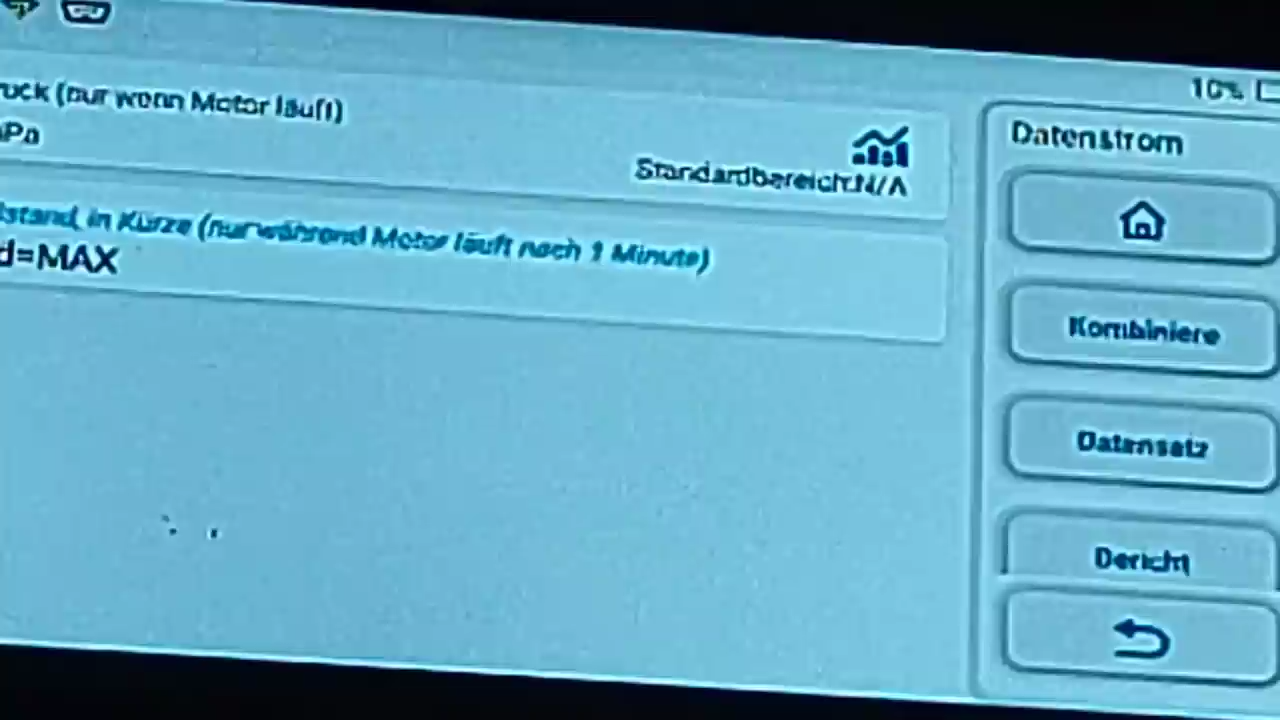 10%
ruck (nur wenn Motor läuft)
Pa
Standardbereich:N/A
lstand, in Kürze (nur während Motor läuft nach 1 Minute)
d=MAX
Datenstrom
Kombiniere
Datensatz
Bericht